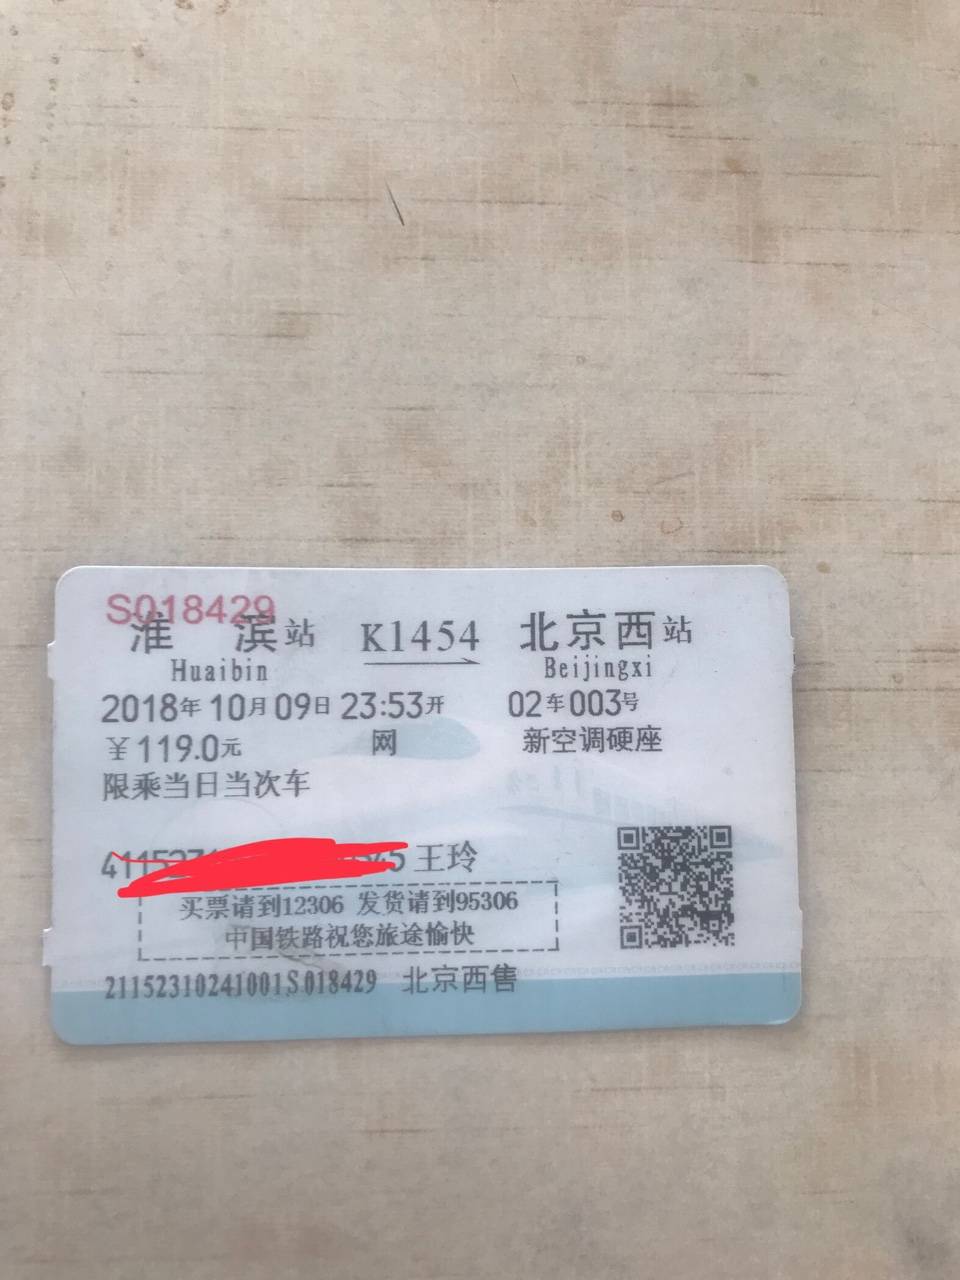 S018429
淮 滨站 K1454 北京西站
Huaibin Beijingxi
2018年10月09日 23:53开 02车003号
¥119.0元 网 新空调硬座
限乘当日当次车
王玲
买票请到12306 发货请到95306
中国铁路祝您旅途愉快
21152310241001S018429 北京西售